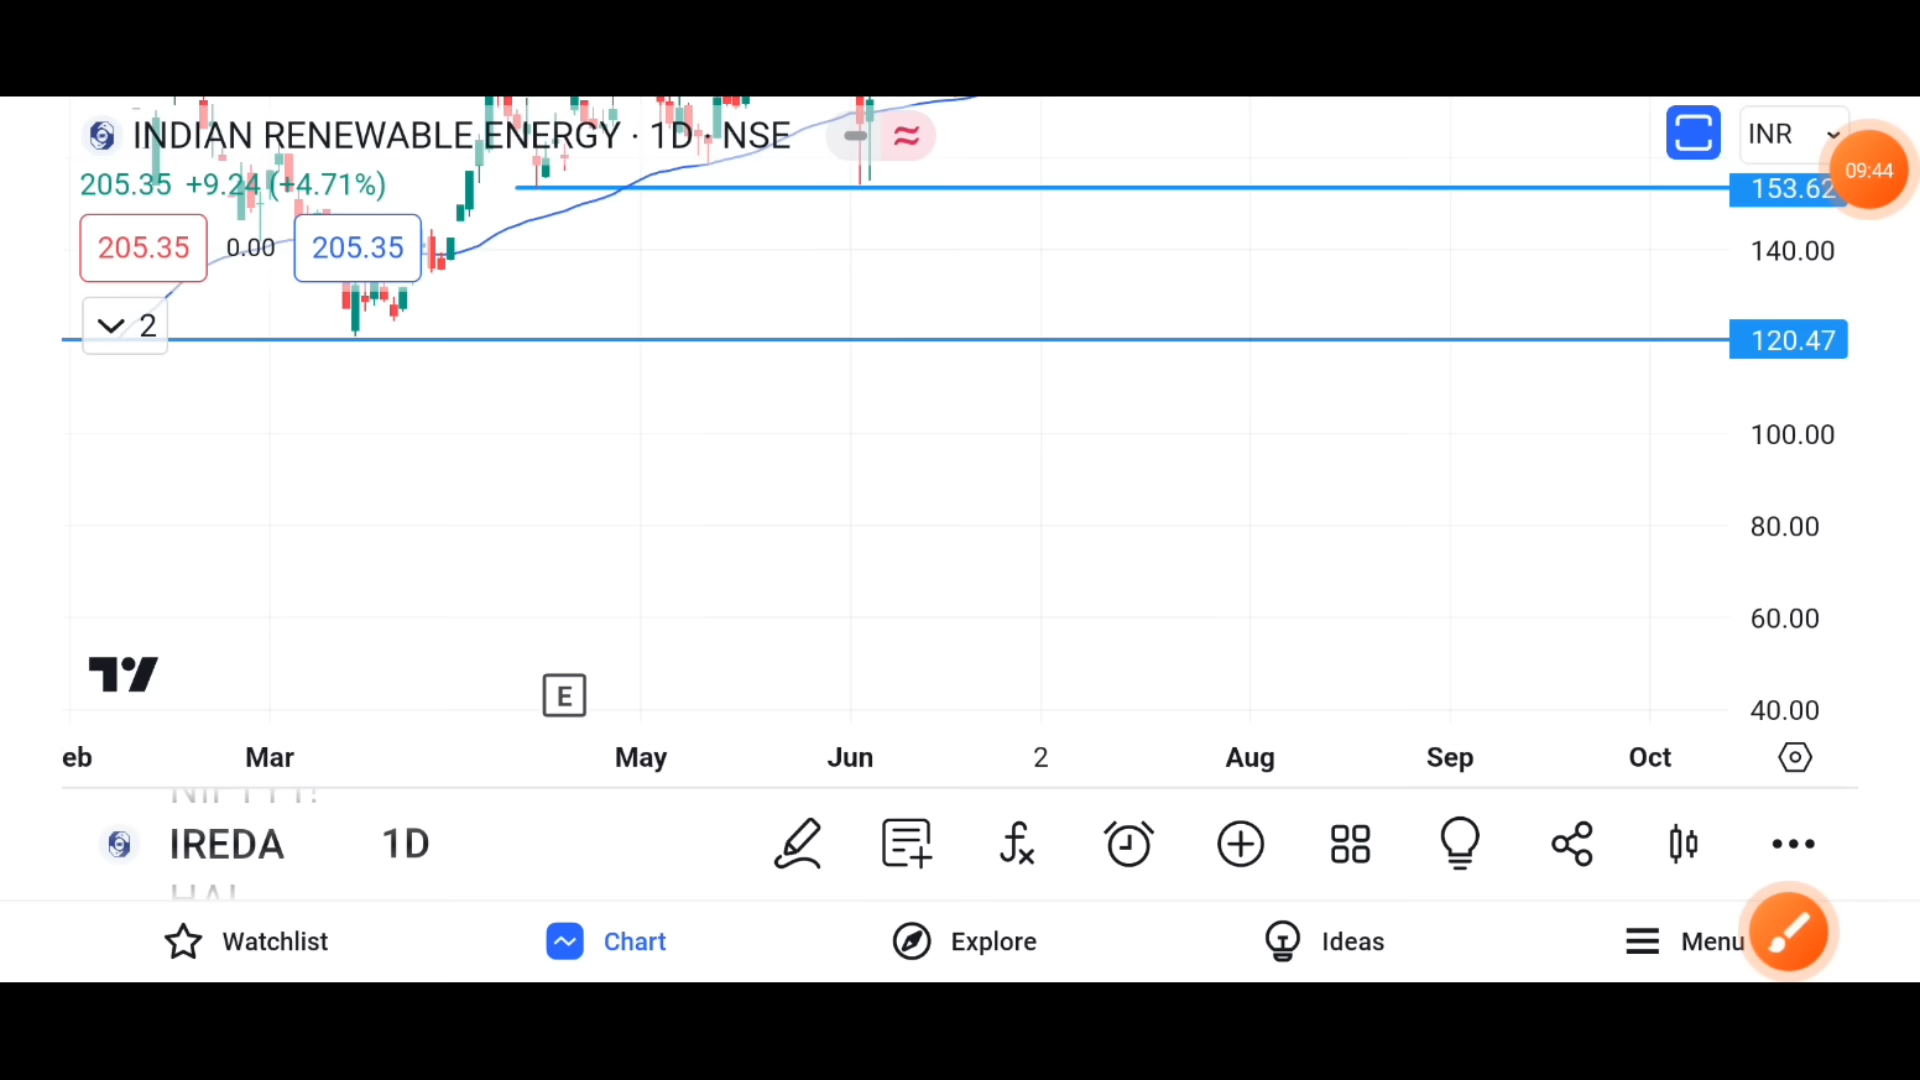 INDIAN RENEWABLE ENERGY · 1D · NSE
INR
09:44
205.35 +9.24 (+4.71%)
153.62
205.35 0.00 205.35
140.00
2
120.47
100.00
80.00
60.00
E
40.00
eb Mar May Jun 2 Aug Sep Oct
IREDA 1D
Watchlist Chart Explore Ideas Menu